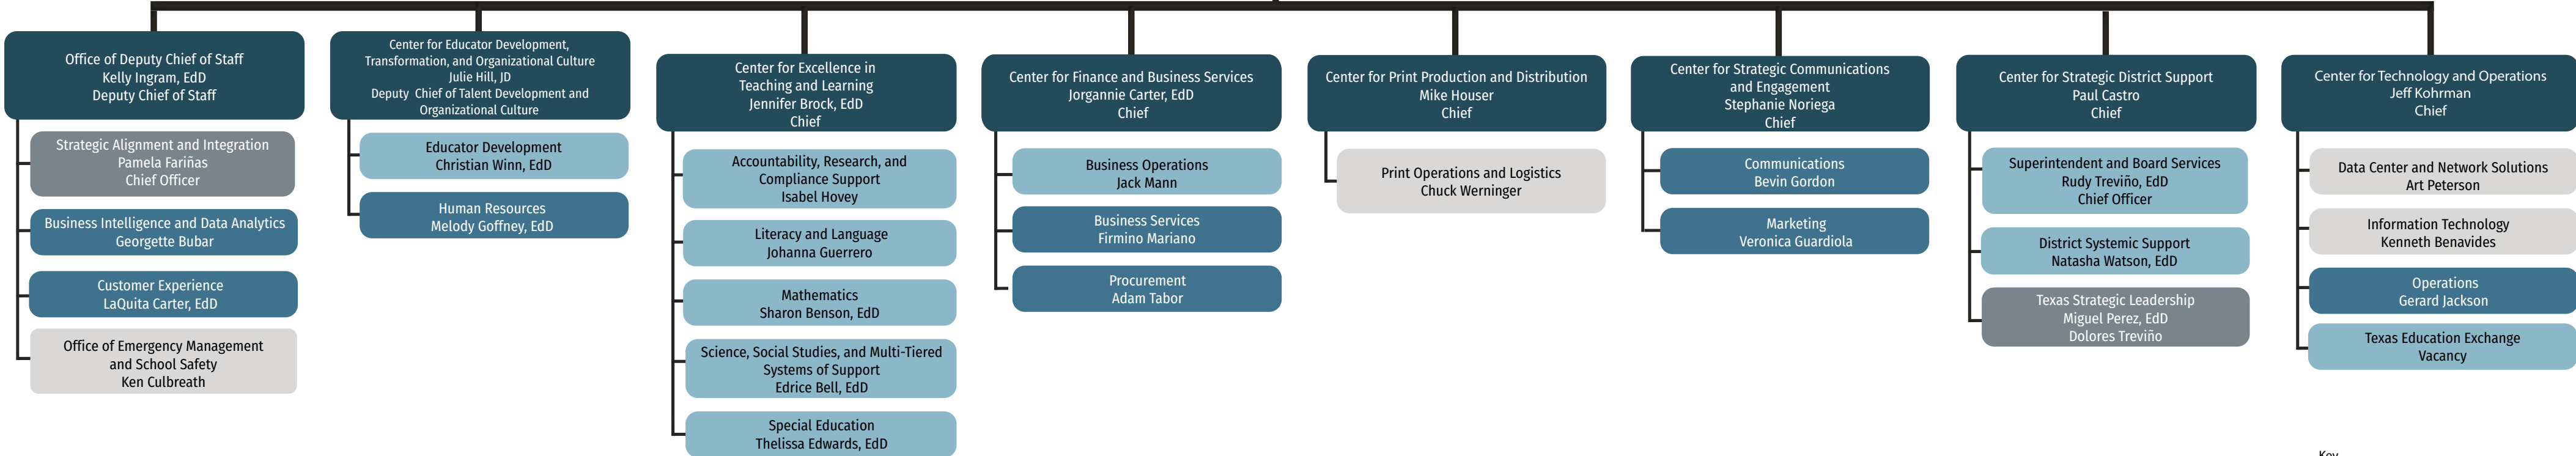 Office of Deputy Chief of Staff
Kelly Ingram, EdD
Deputy Chief of Staff
Strategic Alignment and Integration
Pamela Fariñas
Chief Officer
Business Intelligence and Data Analytics
Georgette Bubar
Customer Experience
LaQuita Carter, EdD
Office of Emergency Management
and School Safety
Ken Culbreath
Center for Educator Development,
Transformation, and Organizational Culture
Julie Hill, JD
Deputy Chief of Talent Development and
Organizational Culture
Educator Development
Christian Winn, EdD
Human Resources
Melody Goffney, EdD
Center for Excellence in
Teaching and Learning
Jennifer Brock, EdD
Chief
Accountability, Research, and
Compliance Support
Isabel Hovey
Literacy and Language
Johanna Guerrero
Mathematics
Sharon Benson, EdD
Science, Social Studies, and Multi-Tiered
Systems of Support
Edrice Bell, EdD
Special Education
Thelissa Edwards, EdD
Center for Finance and Business Services
Jorgannie Carter, EdD
Chief
Business Operations
Jack Mann
Business Services
Firmino Mariano
Procurement
Adam Tabor
Center for Print Production and Distribution
Mike Houser
Chief
Print Operations and Logistics
Chuck Werninger
Center for Strategic Communications
and Engagement
Stephanie Noriega
Chief
Communications
Bevin Gordon
Marketing
Veronica Guardiola
Center for Strategic District Support
Paul Castro
Chief
Superintendent and Board Services
Rudy Treviño, EdD
Chief Officer
District Systemic Support
Natasha Watson, EdD
Texas Strategic Leadership
Miguel Perez, EdD
Dolores Treviño
Center for Technology and Operations
Jeff Kohrman
Chief
Data Center and Network Solutions
Art Peterson
Information Technology
Kenneth Benavides
Operations
Gerard Jackson
Texas Education Exchange
Vacancy
Key